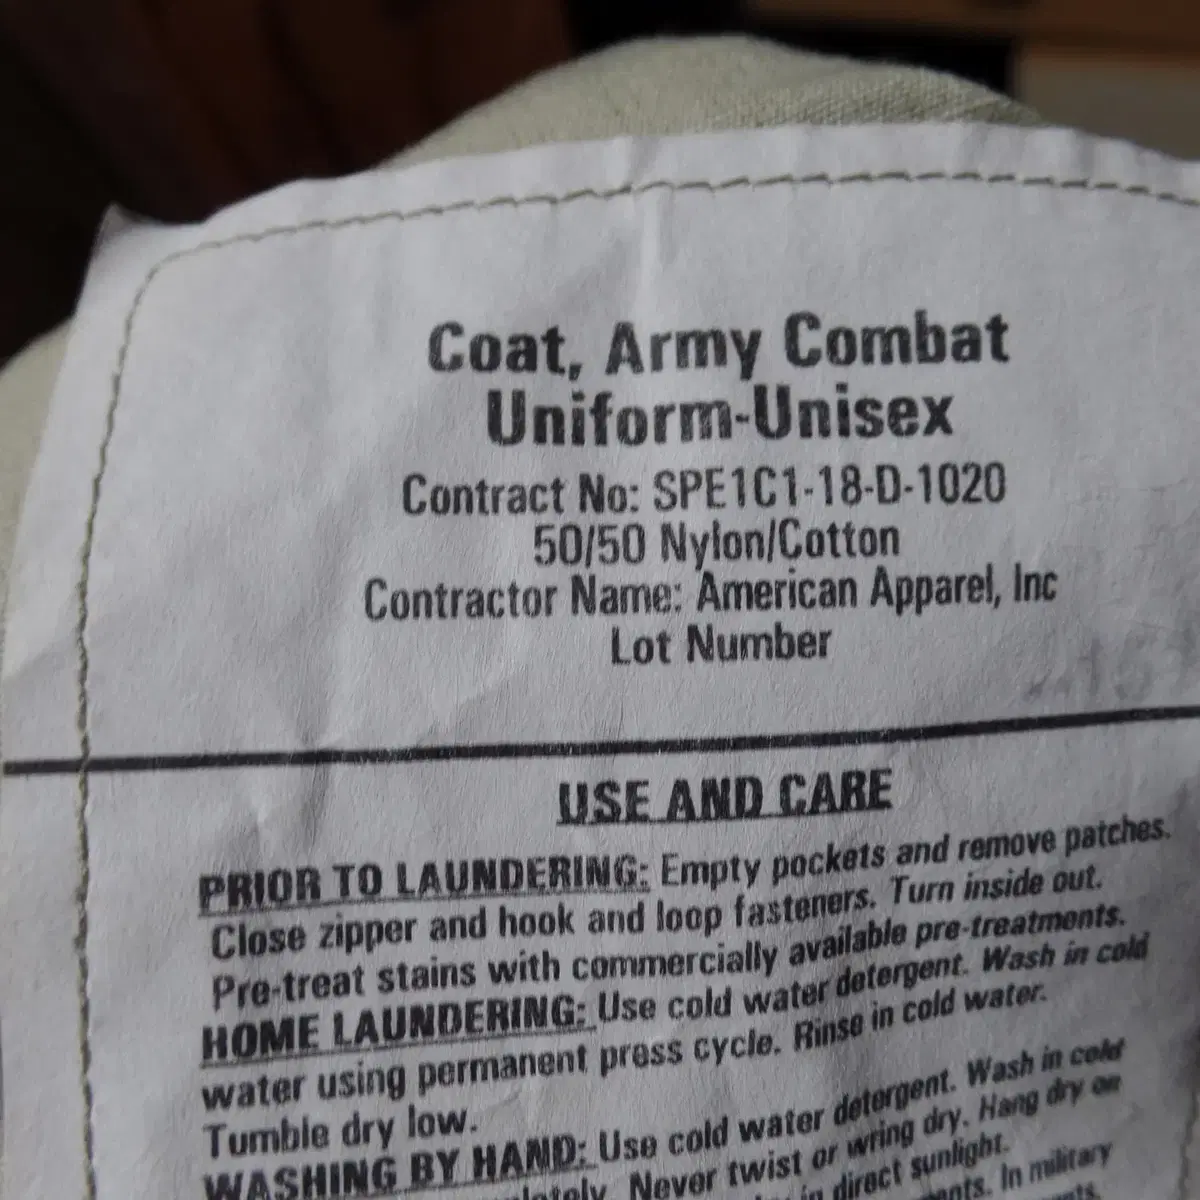 Coat, Army Combat
Uniform-Unisex
Contract No: SPE1C1-18-D-1020
50/50 Nylon/Cotton
Contractor Name: American Apparel, Inc
Lot Number
USE AND CARE
PRIOR TO LAUNDERING: Empty pockets and remove patches.
Close zipper and hook and loop fasteners. Turn inside out.
Pre-treat stains with commercially available pre-treatments.
HOME LAUNDERING: Use cold water detergent. Wash in cold
water using permanent press cycle. Rinse in cold water.
Tumble dry low.
WASHING BY HAND: Use cold water detergent. Wash in cold
Never twist or wring dry. Hang dry on
in direct sunlight.
In military